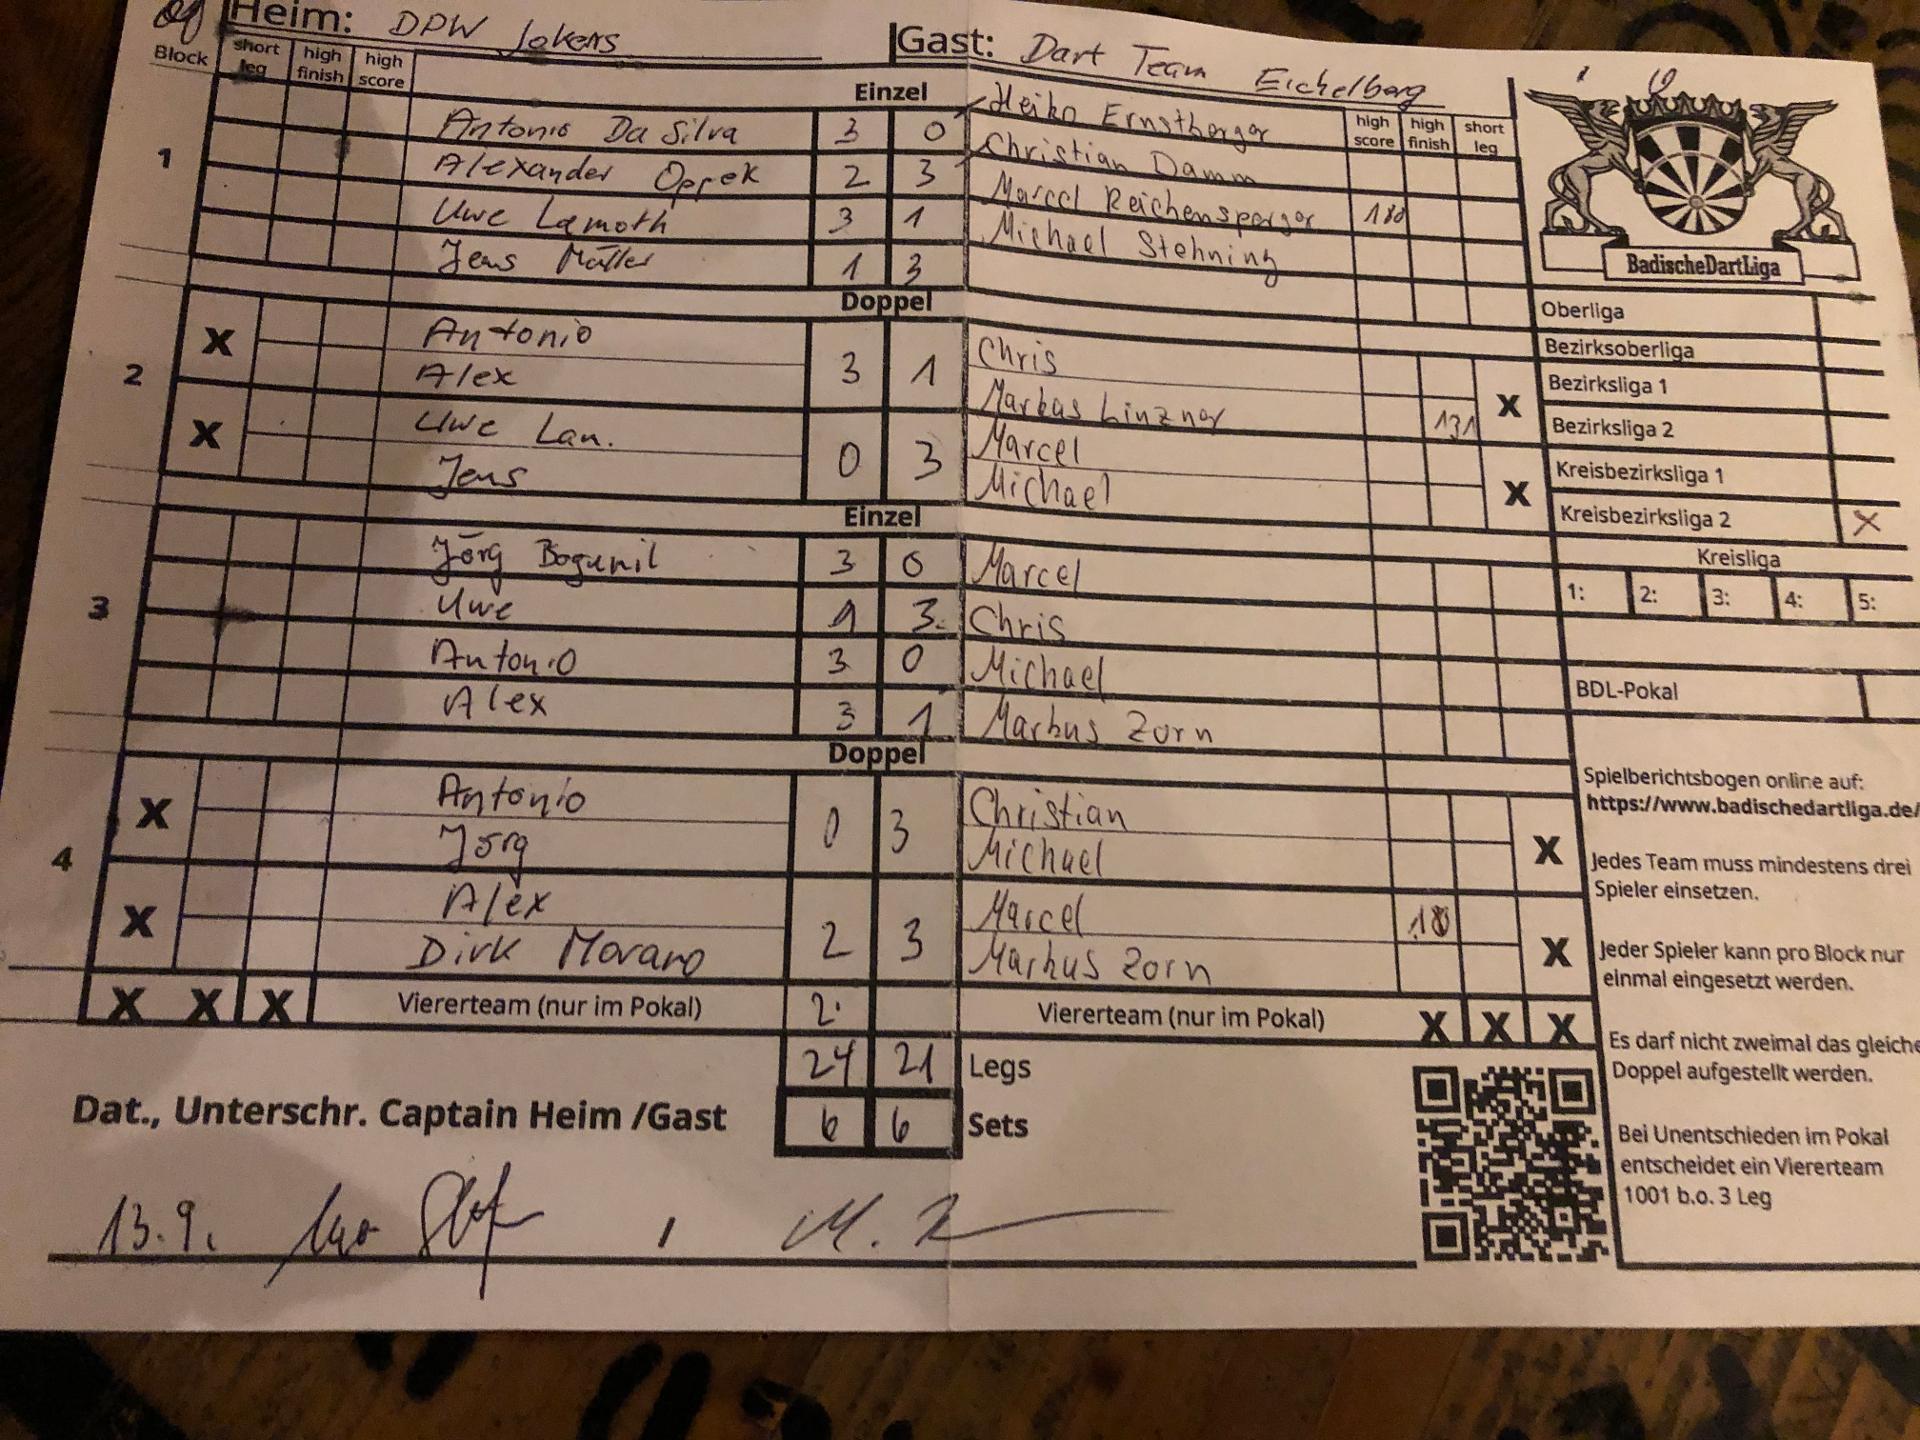 Heim: DPW Jokers Gast: Dart Team Eichelberg
Block short leg high finish high score Einzel high score high finish short leg
1
Antonio Da Silva 3 0 Heiko Ernstberger
Alexander Oppek 2 3 Christian Damm
Uwe Lamoth 3 1 Marcel Reichensperger 180
Jens Müller 1 3 Michael Stehning
Doppel
2
X Antonio 3 1 Chris X
Alex Markus Linzner 131
X Uwe Lam. 0 3 Marcel X
Jens Michael
Einzel
3
Jörg Bogunil 3 0 Marcel
Uwe 1 3 Chris
Antonio 3 0 Michael
Alex 3 1 Markus Zorn
Doppel
4
X Antonio 0 3 Christian X
Jörg Michael
X Alex 2 3 Marcel X
Dirk Morano Markus Zorn
X X X Viererteam (nur im Pokal) 2. Viererteam (nur im Pokal) X X X
24 21 Legs
Dat., Unterschr. Captain Heim /Gast 6 6 Sets
13.9.
BadischeDartLiga
Oberliga
Bezirksoberliga
Bezirksliga 1
Bezirksliga 2
Kreisbezirksliga 1
Kreisbezirksliga 2 X
Kreisliga
1: 2: 3: 4: 5:
BDL-Pokal
Spielberichtsbogen online auf:
https://www.badischedartliga.de/
Jedes Team muss mindestens drei
Spieler einsetzen.
Jeder Spieler kann pro Block nur
einmal eingesetzt werden.
Es darf nicht zweimal das gleiche
Doppel aufgestellt werden.
Bei Unentschieden im Pokal
entscheidet ein Viererteam
1001 b.o. 3 Leg